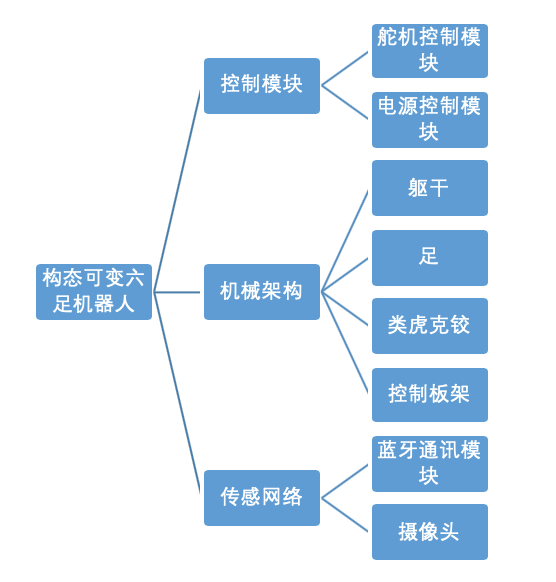 构态可变六
足机器人
控制模块
舵机控制模
块
电源控制模
块
机械架构
躯干
足
类虎克铰
控制板架
传感网络
蓝牙通讯模
块
摄像头